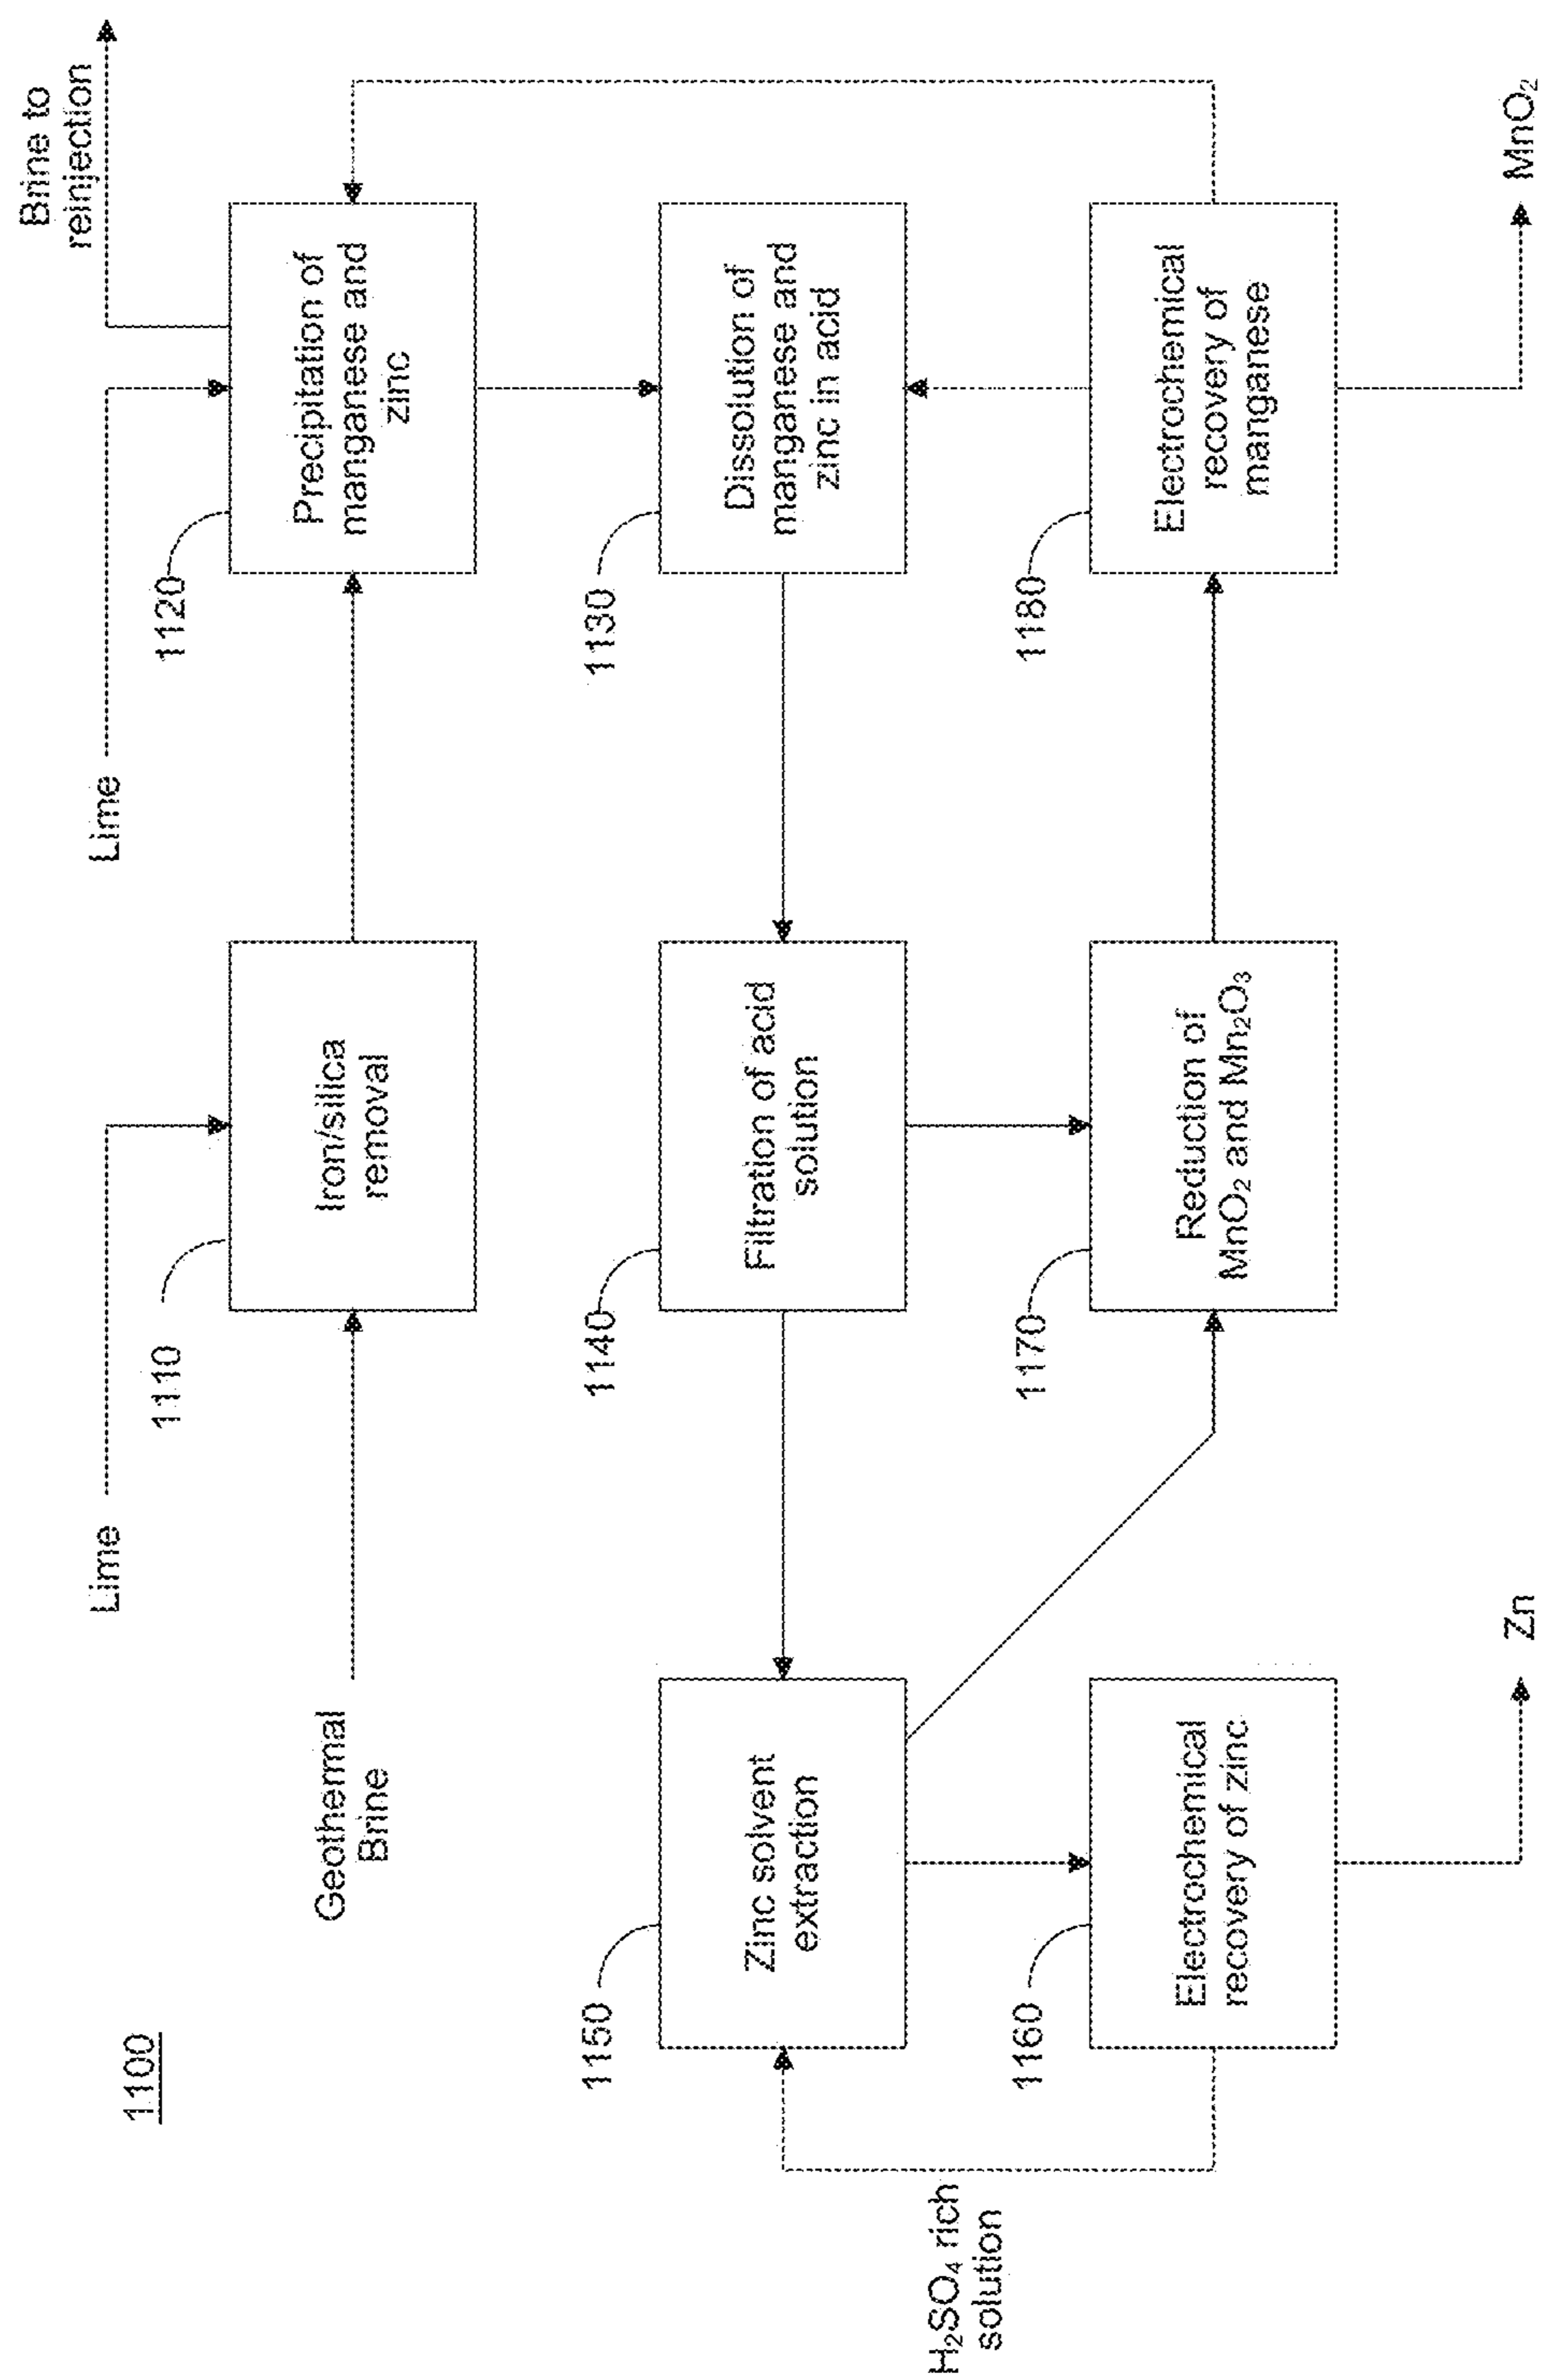 1100
Geothermal
Brine
Lime
1110
Iron/silica
removal
Lime
1120
Precipitation of
manganese and
zinc
Brine to
reinjection
1150
Zinc solvent
extraction
1140
Filtration of acid
solution
1130
Dissolution of
manganese and
zinc in acid
H₂SO₄ rich
solution
1160
Electrochemical
recovery of zinc
1170
Reduction of
MnO₂ and Mn₂O₃
1180
Electrochemical
recovery of
manganese
Zn
MnO₂